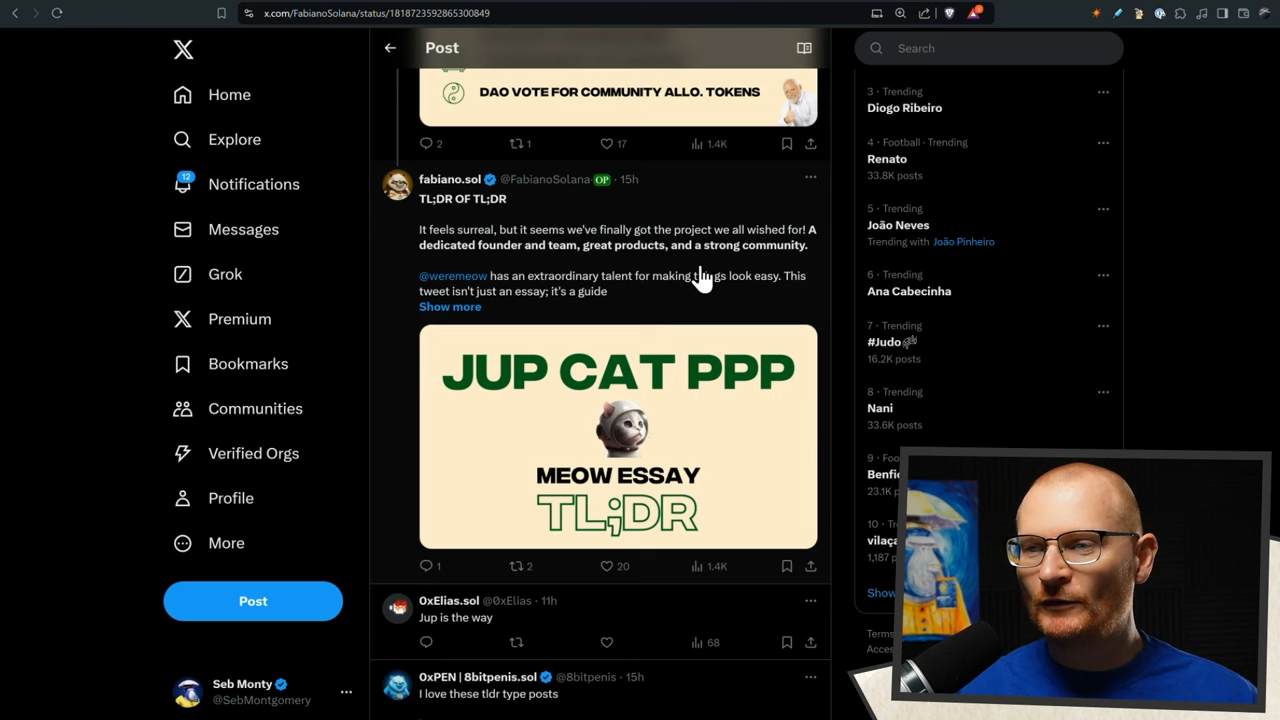 x.com/FabianoSolana/status/1818723592865300849
Post
Search
Home
Explore
12
Notifications
Messages
Grok
Premium
Bookmarks
Communities
Verified Orgs
Profile
More
Post
Seb Monty
@SebMontgomery
DAO VOTE FOR COMMUNITY ALLO. TOKENS
2
1
17
1.4K
fabiano.sol @FabianoSolana OP · 15h
TL;DR OF TL;DR
It feels surreal, but it seems we've finally got the project we all wished for! A
dedicated founder and team, great products, and a strong community.
@weremeow has an extraordinary talent for making things look easy. This
tweet isn't just an essay; it's a guide
Show more
JUP CAT PPP
MEOW ESSAY
TL;DR
1
2
20
1.4K
0xElias.sol @0xElias · 11h
Jup is the way
68
0xPEN | 8bitpenis.sol @8bitpenis · 15h
I love these tldr type posts
3 · Trending
Diogo Ribeiro
4 · Football · Trending
Renato
33.8K posts
5 · Trending
João Neves
Trending with João Pinheiro
6 · Trending
Ana Cabecinha
7 · Trending
#Judo
16.2K posts
8 · Trending
Nani
33.6K posts
9 · Foo
Benfi
23.1K
10 ·
vilaça
1,187
Show
Terms
Acces